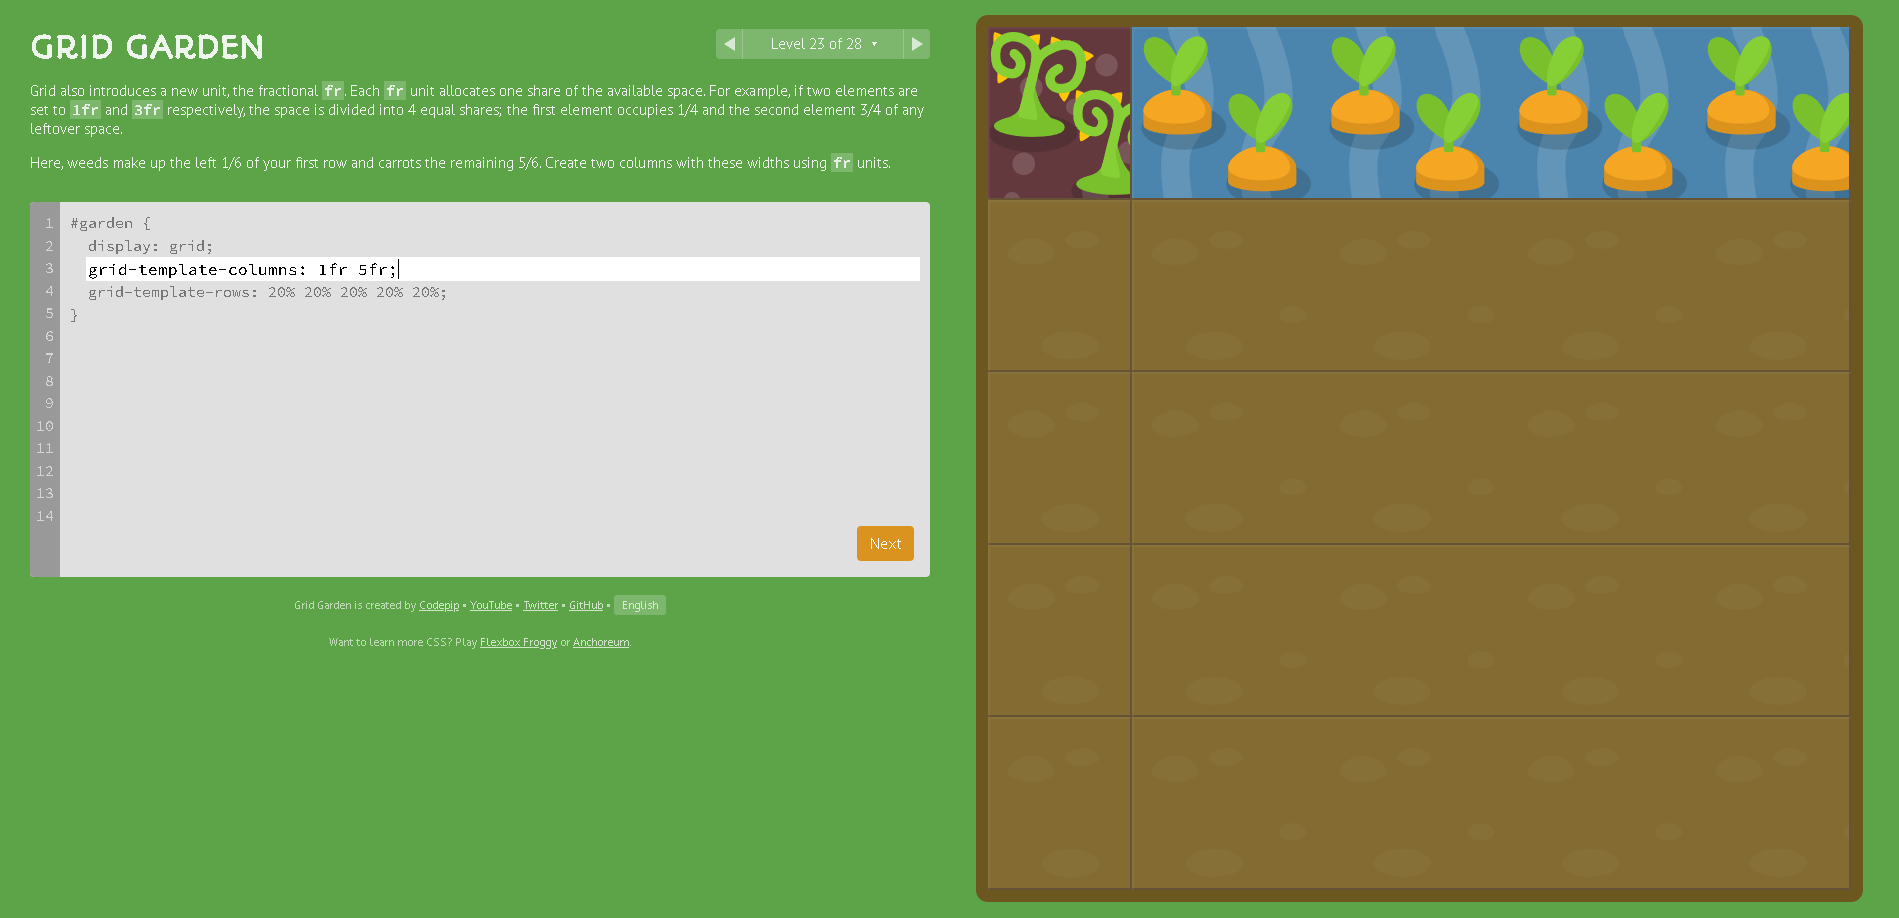 GRID GARDEN
Level 23 of 28 ▾
Grid also introduces a new unit, the fractional fr. Each fr unit allocates one share of the available space. For example, if two elements are
set to 1fr and 3fr respectively, the space is divided into 4 equal shares; the first element occupies 1/4 and the second element 3/4 of any
leftover space.
Here, weeds make up the left 1/6 of your first row and carrots the remaining 5/6. Create two columns with these widths using fr units.
1 #garden {
2 display: grid;
3 grid-template-columns: 1fr 5fr;
4 grid-template-rows: 20% 20% 20% 20% 20%;
5 }
6
7
8
9
10
11
12
13
14
Next
Grid Garden is created by Codepip • YouTube • Twitter • GitHub • English
Want to learn more CSS? Play Flexbox Froggy or Anchoreum.